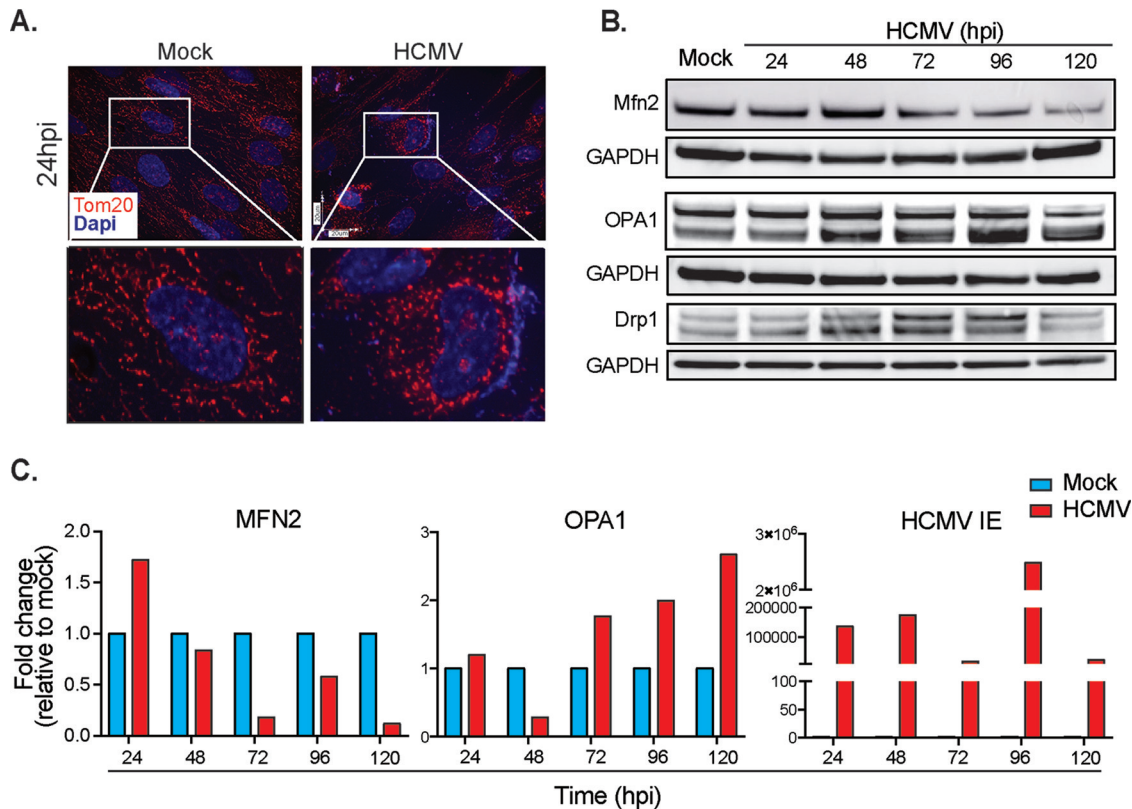 A.
Mock HCMV
24hpi
Tom20
Dapi
20um
20um
B.
HCMV (hpi)
Mock 24 48 72 96 120
Mfn2
GAPDH
OPA1
GAPDH
Drp1
GAPDH
C.
Mock
HCMV
MFN2 OPA1 HCMV IE
Fold change
(relative to mock)
2.0
1.5
1.0
0.5
0.0
24 48 72 96 120
3
2
1
0
24 48 72 96 120
3×10⁶
2×10⁶
200000
100000
100
50
0
24 48 72 96 120
Time (hpi)